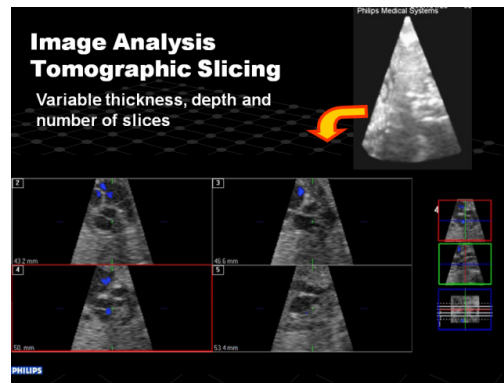 Philips Medical Systems
Image Analysis
Tomographic Slicing
Variable thickness, depth and
number of slices
2
3
43.2 mm
46.6 mm
4
5
50. mm
53.4 mm
4
PHILIPS